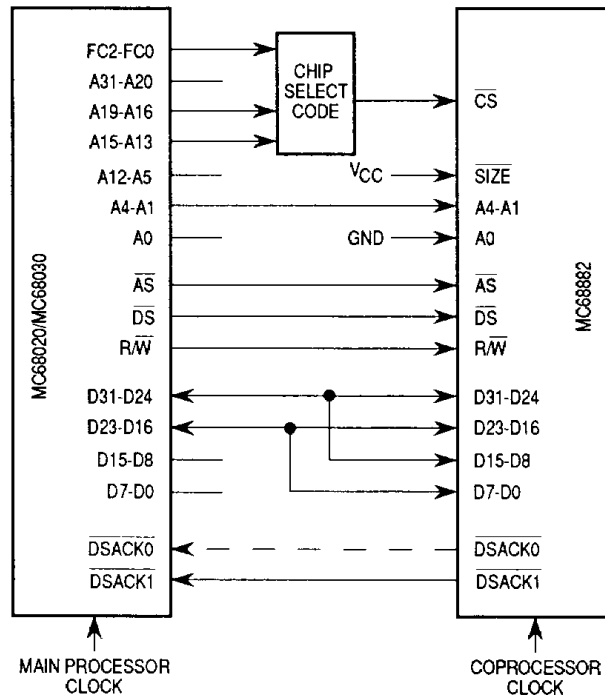 MC68020/MC68030
FC2-FC0
A31-A20
A19-A16
A15-A13
A12-A5
A4-A1
A0
AS
DS
R/W
D31-D24
D23-D16
D15-D8
D7-D0
DSACK0
DSACK1
MAIN PROCESSOR
CLOCK
CHIP
SELECT
CODE
VCC
GND
CS
SIZE
A4-A1
A0
AS
DS
R/W
D31-D24
D23-D16
D15-D8
D7-D0
DSACK0
DSACK1
MC68882
COPROCESSOR
CLOCK